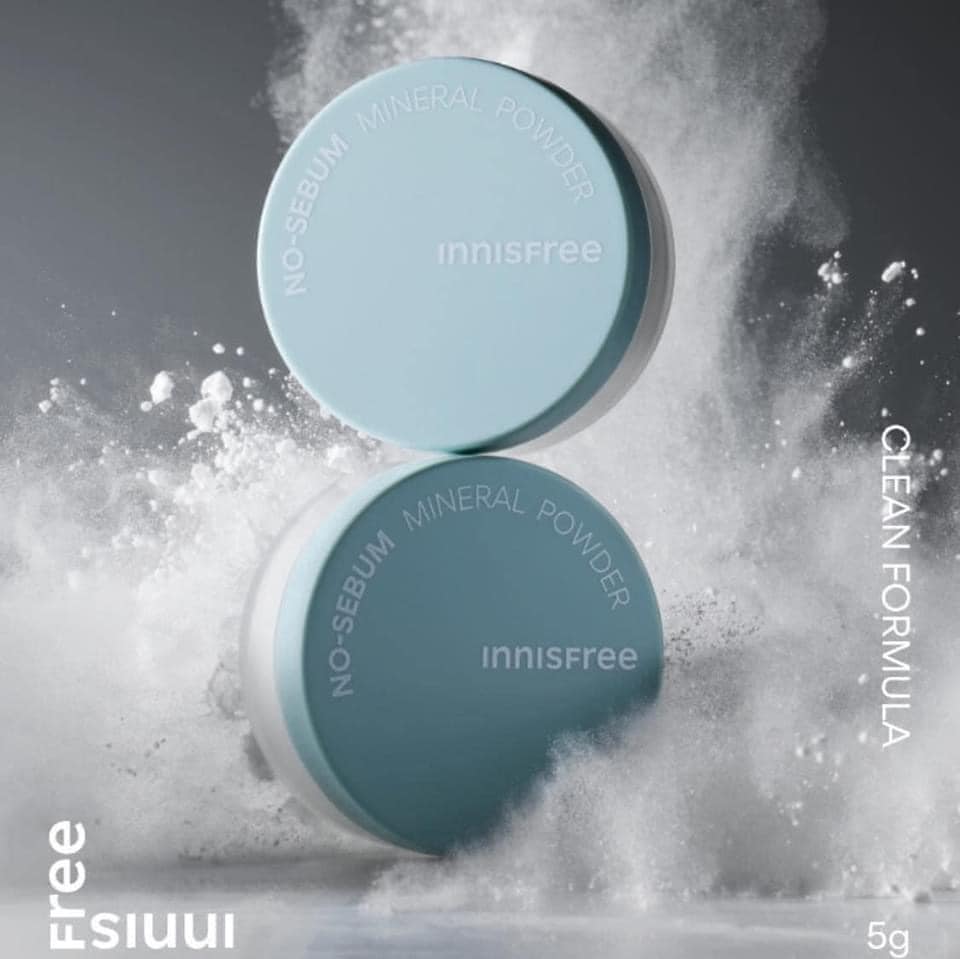 NO-SEBUM MINERAL POWDER
innisfree
NO-SEBUM MINERAL POWDER
innisfree
CLEAN FORMULA
innisfree
5g